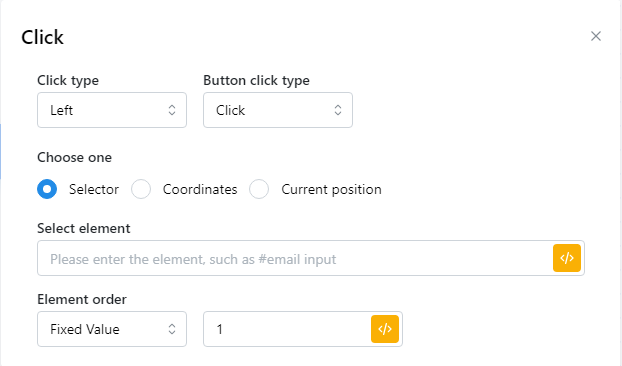 Click
Click type Button click type
Left Click
Choose one
Selector Coordinates Current position
Select element
Please enter the element, such as #email input </>
Element order
Fixed Value 1 </>